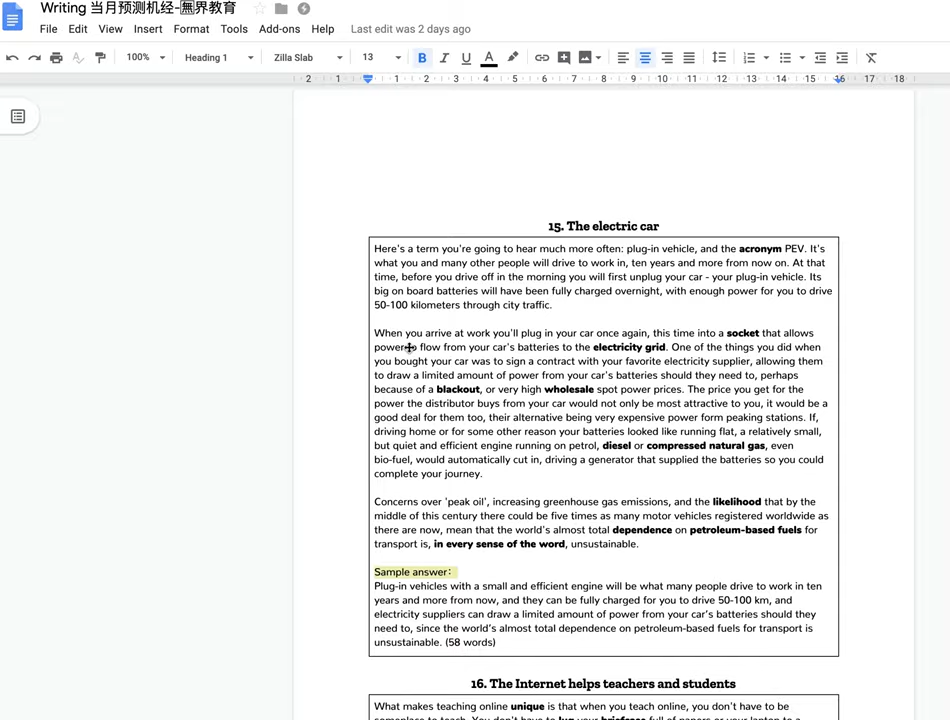 Writing 当月预测机经-無界教育
File Edit View Insert Format Tools Add-ons Help Last edit was 2 days ago
100% Heading 1 Zilla Slab 13 B I U A
2 1 1 2 3 4 5 6 7 8 9 10 11 12 13 14 15 16 17 18
15. The electric car
Here's a term you're going to hear much more often: plug-in vehicle, and the acronym PEV. It's
what you and many other people will drive to work in, ten years and more from now on. At that
time, before you drive off in the morning you will first unplug your car - your plug-in vehicle. Its
big on board batteries will have been fully charged overnight, with enough power for you to drive
50-100 kilometers through city traffic.
When you arrive at work you'll plug in your car once again, this time into a socket that allows
power flow from your car's batteries to the electricity grid. One of the things you did when
you bought your car was to sign a contract with your favorite electricity supplier, allowing them
to draw a limited amount of power from your car's batteries should they need to, perhaps
because of a blackout, or very high wholesale spot power prices. The price you get for the
power the distributor buys from your car would not only be most attractive to you, it would be a
good deal for them too, their alternative being very expensive power form peaking stations. If,
driving home or for some other reason your batteries looked like running flat, a relatively small,
but quiet and efficient engine running on petrol, diesel or compressed natural gas, even
bio-fuel, would automatically cut in, driving a generator that supplied the batteries so you could
complete your journey.
Concerns over 'peak oil', increasing greenhouse gas emissions, and the likelihood that by the
middle of this century there could be five times as many motor vehicles registered worldwide as
there are now, mean that the world's almost total dependence on petroleum-based fuels for
transport is, in every sense of the word, unsustainable.
Sample answer：
Plug-in vehicles with a small and efficient engine will be what many people drive to work in ten
years and more from now, and they can be fully charged for you to drive 50-100 km, and
electricity suppliers can draw a limited amount of power from your car's batteries should they
need to, since the world's almost total dependence on petroleum-based fuels for transport is
unsustainable. (58 words)
16. The Internet helps teachers and students
What makes teaching online unique is that when you teach online, you don't have to be
someplace to teach. You don't have to lug your briefcase full of papers or your laptop to a